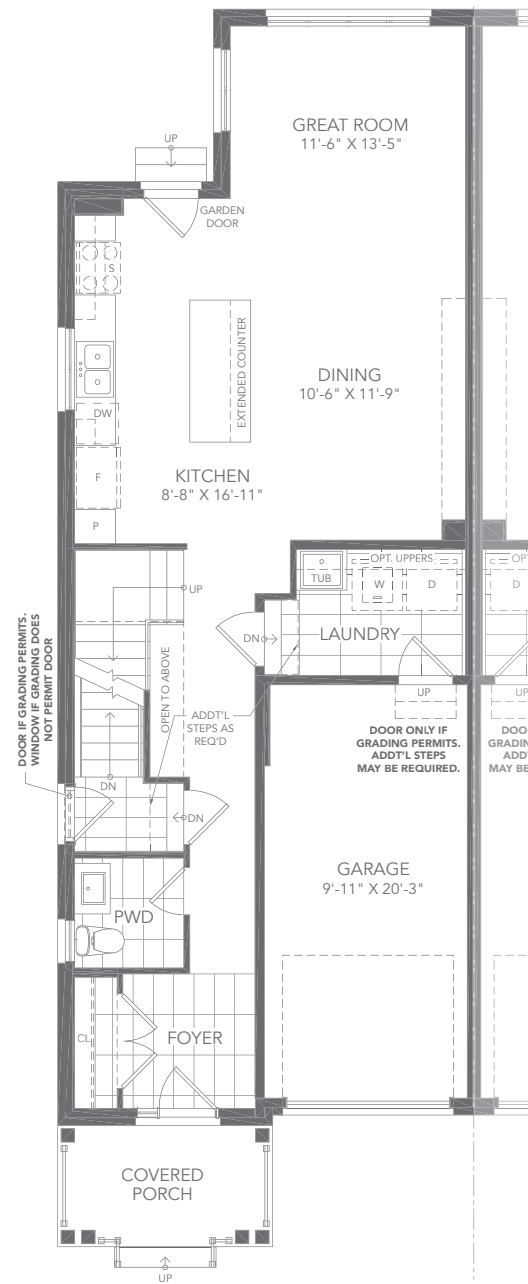 GREAT ROOM
11'-6" X 13'-5"
UP
GARDEN
DOOR
S
EXTENDED COUNTER
DINING
10'-6" X 11'-9"
DW
F
KITCHEN
8'-8" X 16'-11"
P
OPT. UPPERS
TUB
W
D
D
UP
DN
LAUNDRY
DOOR IF GRADING PERMITS.
WINDOW IF GRADING DOES
NOT PERMIT DOOR
OPEN TO ABOVE
ADDT'L
STEPS AS
REQ'D
UP
UP
DOOR ONLY IF
GRADING PERMITS.
ADDT'L STEPS
MAY BE REQUIRED.
DN
DN
GARAGE
9'-11" X 20'-3"
PWD
CL
FOYER
COVERED
PORCH
UP